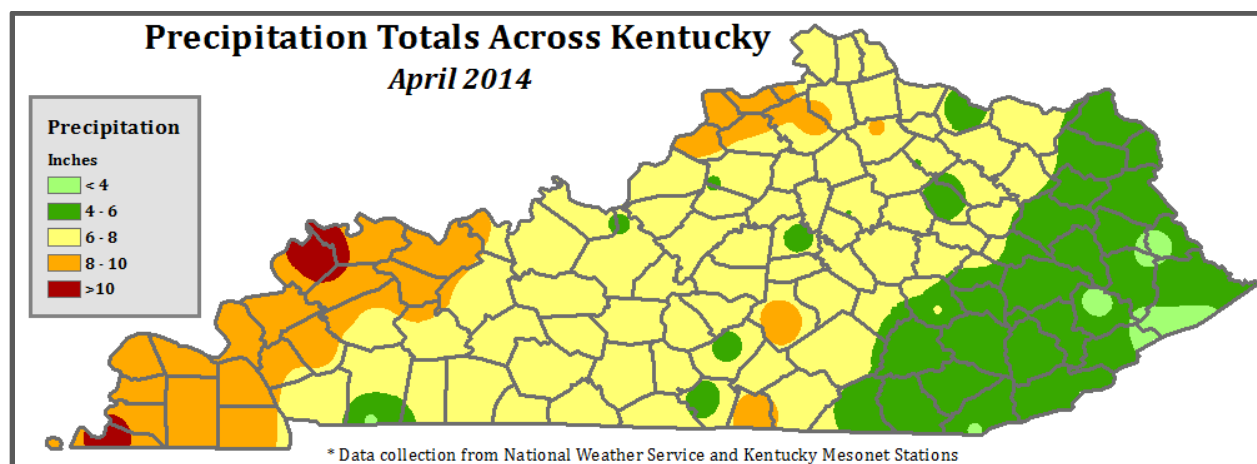 Precipitation Totals Across Kentucky
April 2014
Precipitation
Inches
< 4
4 - 6
6 - 8
8 - 10
>10
* Data collection from National Weather Service and Kentucky Mesonet Stations